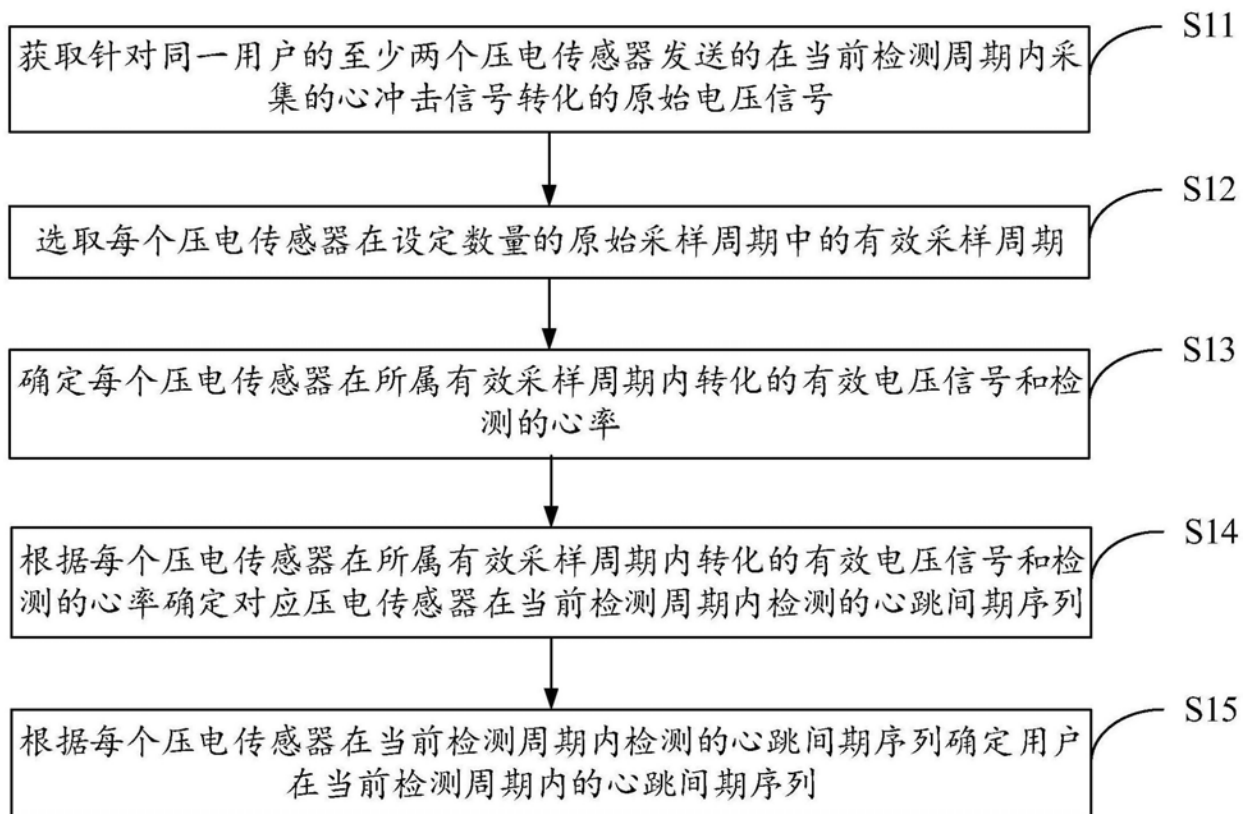 S11
获取针对同一用户的至少两个压电传感器发送的在当前检测周期内采
集的心冲击信号转化的原始电压信号
S12
选取每个压电传感器在设定数量的原始采样周期中的有效采样周期
S13
确定每个压电传感器在所属有效采样周期内转化的有效电压信号和检
测的心率
S14
根据每个压电传感器在所属有效采样周期内转化的有效电压信号和检
测的心率确定对应压电传感器在当前检测周期内检测的心跳间期序列
S15
根据每个压电传感器在当前检测周期内检测的心跳间期序列确定用户
在当前检测周期内的心跳间期序列